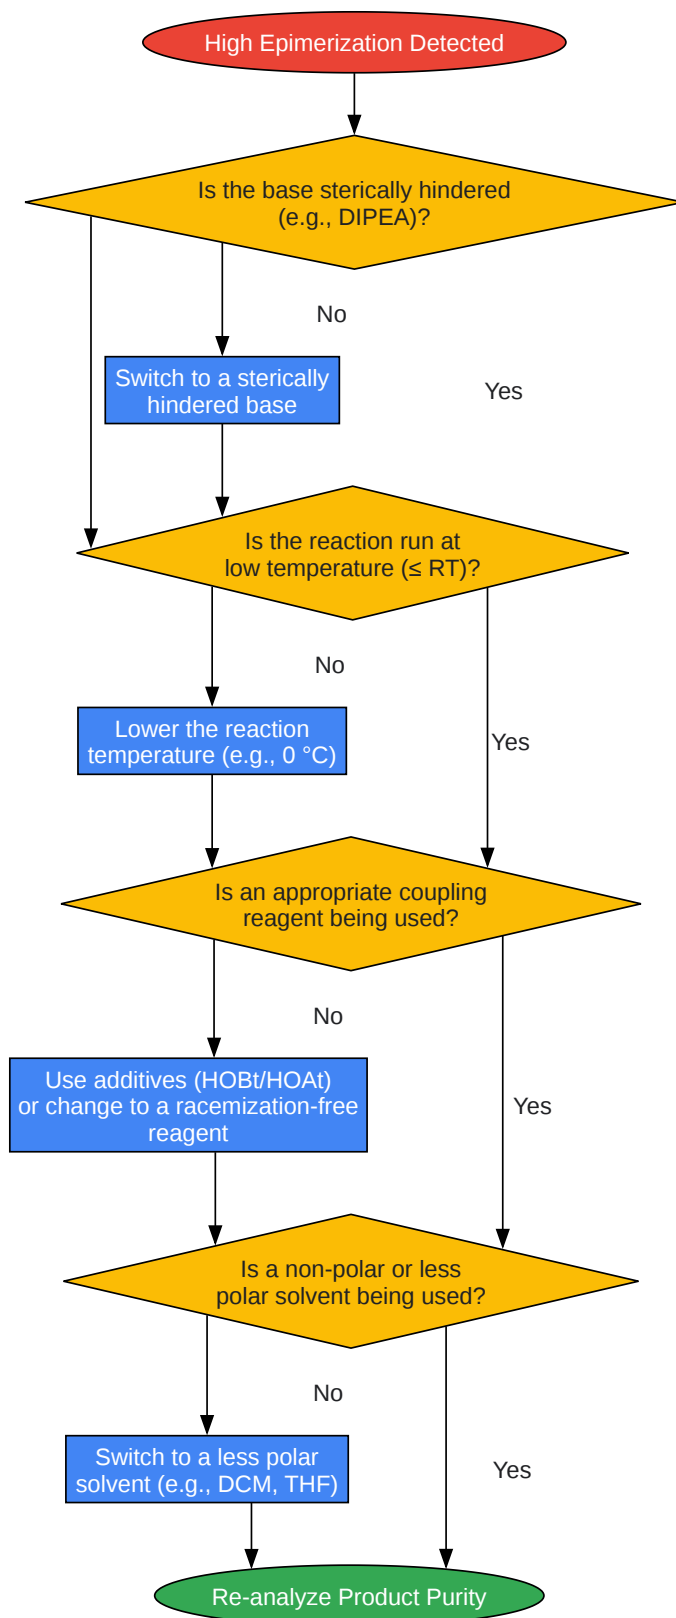 High Epimerization Detected
Is the base sterically hindered
(e.g., DIPEA)?
No
Switch to a sterically
hindered base
Yes
Is the reaction run at
low temperature (≤ RT)?
No
Lower the reaction
temperature (e.g., 0 °C)
Yes
Is an appropriate coupling
reagent being used?
No
Use additives (HOBt/HOAt)
or change to a racemization-free
reagent
Yes
Is a non-polar or less
polar solvent being used?
No
Switch to a less polar
solvent (e.g., DCM, THF)
Yes
Re-analyze Product Purity